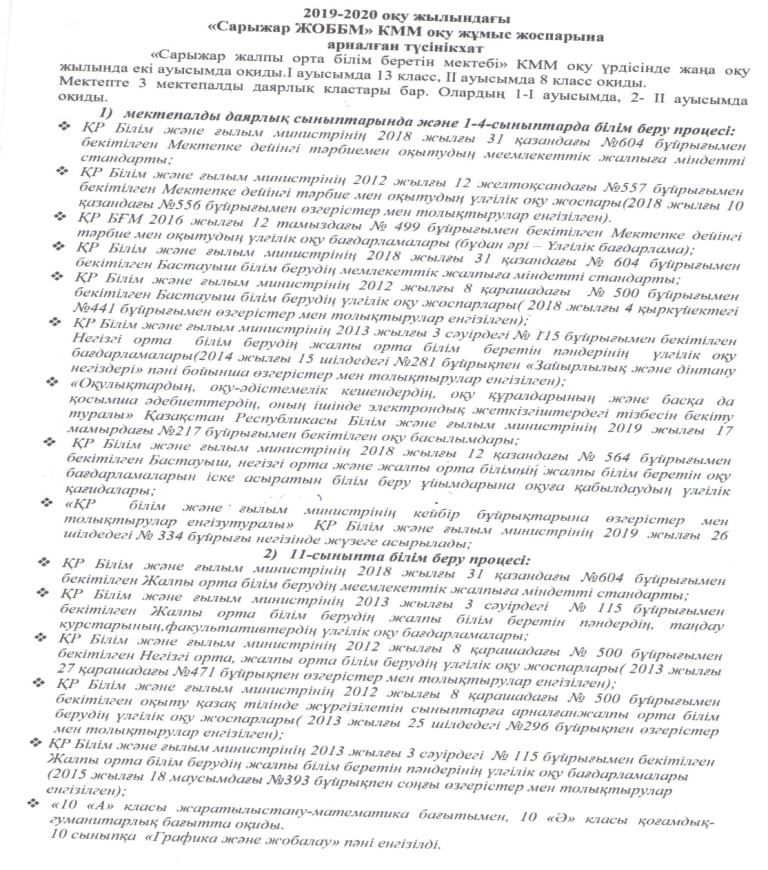 2019-2020 оқу жылындағы
«Сарыжар ЖОББМ» КММ оқу жұмыс жоспарына
арналған түсінікхат
«Сарыжар жалпы орта білім беретін мектебі» КММ оқу үрдісінде жаңа оқу
жылында екі ауысымда оқиды.I ауысымда 13 класс, II ауысымда 8 класс оқиды.
Мектепте 3 мектепалды даярлық кластары бар. Олардың 1-I ауысымда, 2- II ауысымда
оқиды.
1) мектепалды даярлық сыныптарында және 1-4-сыныптарда білім беру процесі:
❖ ҚР Білім және ғылым министрінің 2018 жылғы 31 қазандағы №604 бұйрығымен
бекітілген Мектепке дейінгі тәрбиемен оқытудың меемлекеттік жалпыға міндетті
стандарты;
❖ ҚР Білім және ғылым министрінің 2012 жылғы 12 желтоқсандағы №557 бұйрығымен
бекітілген Мектепке дейінгі тәрбие мен оқытудың үлгілік оқу жоспары(2018 жылғы 10
қазандағы №556 бұйрығымен өзгерістер мен толықтырулар енгізілген).
❖ ҚР БҒМ 2016 жылғы 12 тамыздағы № 499 бұйрығымен бекітілген Мектепке дейінгі
тәрбие мен оқытудың үлгілік оқу бағдарламалары (бұдан әрі – Үлгілік бағдарлама);
❖ ҚР Білім және ғылым министрінің 2018 жылғы 31 қазандағы № 604 бұйрығымен
бекітілген Бастауыш білім берудің мемлекеттік жалпыға міндетті стандарты;
❖ ҚР Білім және ғылым министрінің 2012 жылғы 8 қарашадағы № 500 бұйрығымен
бекітілген Бастауыш білім берудің үлгілік оқу жоспарлары( 2018 жылғы 4 қыркүйектегі
№441 бұйрығымен өзгерістер мен толықтырулар енгізілген);
❖ ҚР Білім және ғылым министрінің 2013 жылғы 3 сәуірдегі № 115 бұйрығымен бекітілген
Негізгі орта білім берудің жалпы орта білім беретін пәндерінің үлгілік оқу
бағдарламалары(2014 жылғы 15 шілдедегі №281 бұйрықпен «Зайырлылық және дінтану
негіздері» пәні бойынша өзгерістер мен толықтырулар енгізілген);
❖ «Оқулықтардың, оқу-әдістемелік кешендердің, оқу құралдарының және басқа да
қосымша әдебиеттердің, оның ішінде электрондық жеткізгіштердегі тізбесін бекіту
туралы» Қазақстан Республикасы Білім және ғылым министрінің 2019 жылғы 17
мамырдағы №217 бұйрығымен бекітілген оқу басылымдары;
❖ ҚР Білім және ғылым министрінің 2018 жылғы 12 қазандағы № 564 бұйрығымен
бекітілген Бастауыш, негізгі орта және жалпы орта білімнің жалпы білім беретін оқу
бағдарламаларын іске асыратын білім беру ұйымдарына оқуға қабылдаудың үлгілік
қағидалары;
❖ «ҚР білім және ғылым министрінің кейбір бұйрықтарына өзгерістер мен
толықтырулар енгізутуралы» ҚР Білім және ғылым министрінің 2019 жылғы 26
шілдедегі № 334 бұйрығы негізінде жүзеге асырылады;
2) 11-сыныпта білім беру процесі:
❖ ҚР Білім және ғылым министрінің 2018 жылғы 31 қазандағы №604 бұйрығымен
бекітілген Жалпы орта білім берудің меемлекеттік жалпыға міндетті стандарты;
❖ ҚР Білім және ғылым министрінің 2013 жылғы 3 сәуірдегі № 115 бұйрығымен
бекітілген Жалпы орта білім берудің жалпы білім беретін пәндердің, таңдау
курстарының,факультативтердің үлгілік оқу бағдарламалары;
❖ ҚР Білім және ғылым министрінің 2012 жылғы 8 қарашадағы № 500 бұйрығымен
бекітілген Негізгі орта, жалпы орта білім берудің үлгілік оқу жоспарлары( 2013 жылғы
27 қарашадағы №471 бұйрықпен өзгерістер мен толықтырулар енгізілген);
❖ ҚР Білім және ғылым министрінің 2012 жылғы 8 қарашадағы № 500 бұйрығымен
бекітілген оқыту қазақ тілінде жүргізілетін сыныптарға арналғанжалпы орта білім
берудің үлгілік оқу жоспарлары( 2013 жылғы 25 шілдедегі №296 бұйрықпен өзгерістер
мен толықтырулар енгізілген);
❖ ҚР Білім және ғылым министрінің 2013 жылғы 3 сәуірдегі № 115 бұйрығымен бекітілген
Жалпы орта білім берудің жалпы білім беретін пәндерінің үлгілік оқу бағдарламалары
(2015 жылғы 18 маусымдағы №393 бұйрықпен соңғы өзгерістер мен толықтырулар
енгізілген);
❖ «10 «А» класы жаратылыстану-математика бағытымен, 10 «Ә» класы қоғамдық-
гуманитарлық бағытта оқиды.
10 сыныпқа «Графика және жобалау» пәні енгізілді.